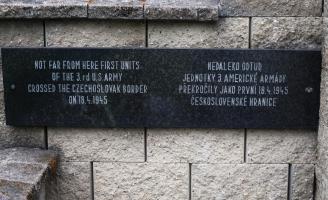 NOT FAR FROM HERE FIRST UNITS
OF THE 3.rd U.S. ARMY
CROSSED THE CZECHOSLOVAK BORDER
ON 18.4.1945
NEDALEKO ODTUD
JEDNOTKY 3 AMERICKÉ ARMÁDY
PŘEKROČILY JAKO PRVNÍ 18.4.1945
ČESKOSLOVENSKÉ HRANICE